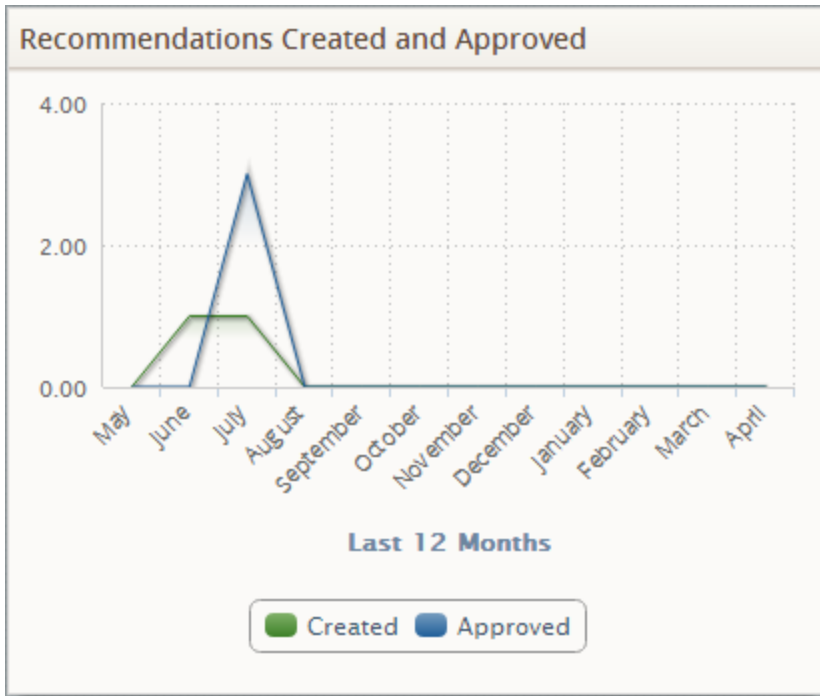 Recommendations Created and Approved
4.00
2.00
0.00
May June July August September October November December January February March April
Last 12 Months
Created Approved